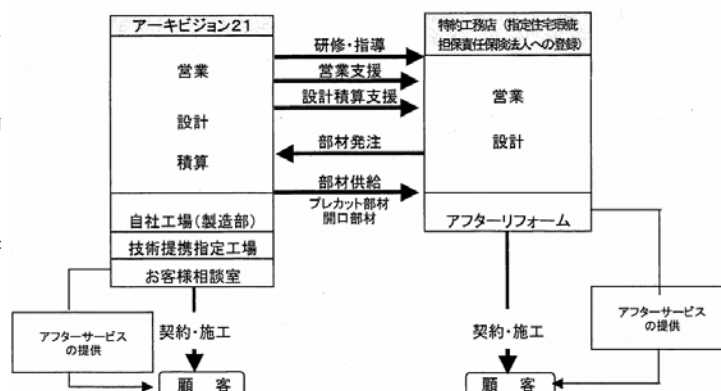 アーキビジョン21
営業
設計
積算
自社工場(製造部)
技術提携指定工場
お客様相談室
研修・指導
営業支援
設計積算支援
部材発注
部材供給
プレカット部材
開口部材
特約工務店(指定住宅瑕疵
担保責任保険法人への登録)
営業
設計
アフターリフォーム
アフターサービス
の提供
契約・施工
顧 客
契約・施工
顧 客
アフターサービス
の提供